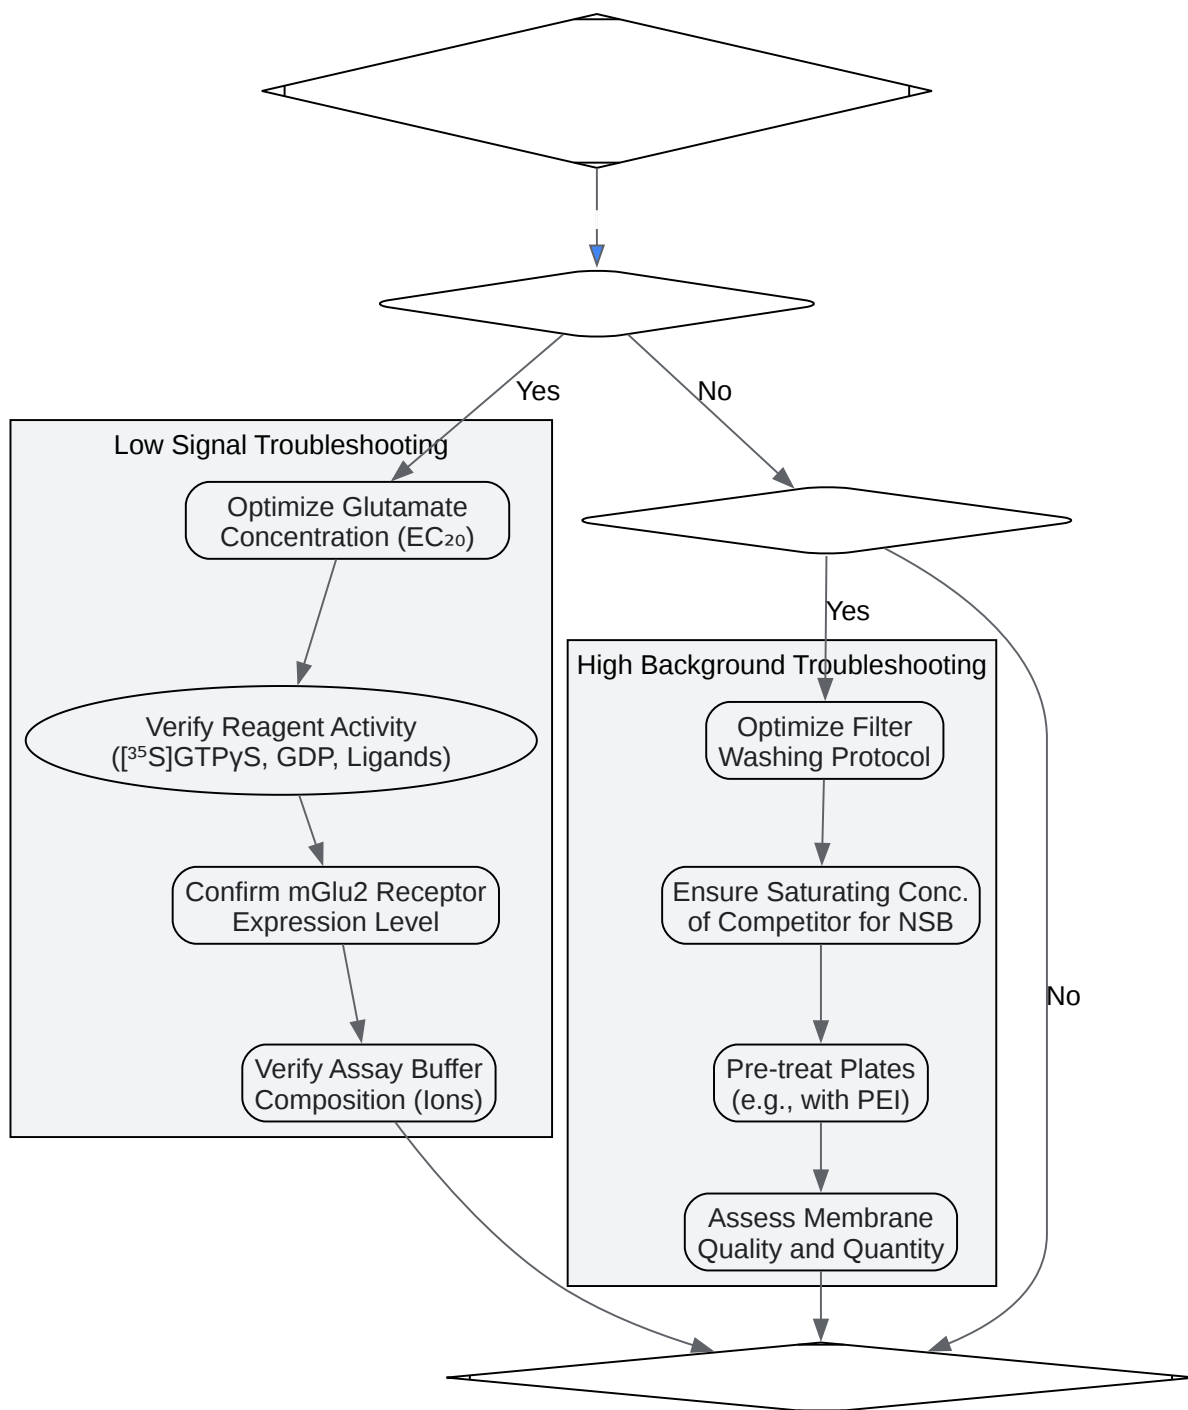 Yes
No
Low Signal Troubleshooting
Optimize Glutamate
Concentration (EC₂₀)
Yes
High Background Troubleshooting
Verify Reagent Activity
([³⁵S]GTPγS, GDP, Ligands)
Optimize Filter
Washing Protocol
Confirm mGlu2 Receptor
Expression Level
Ensure Saturating Conc.
of Competitor for NSB
No
Verify Assay Buffer
Composition (Ions)
Pre-treat Plates
(e.g., with PEI)
Assess Membrane
Quality and Quantity